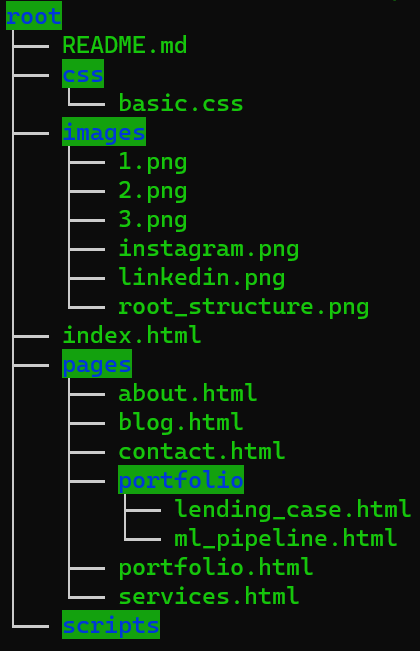 root
README.md
css
basic.css
images
1.png
2.png
3.png
instagram.png
linkedin.png
root_structure.png
index.html
pages
about.html
blog.html
contact.html
portfolio
lending_case.html
ml_pipeline.html
portfolio.html
services.html
scripts